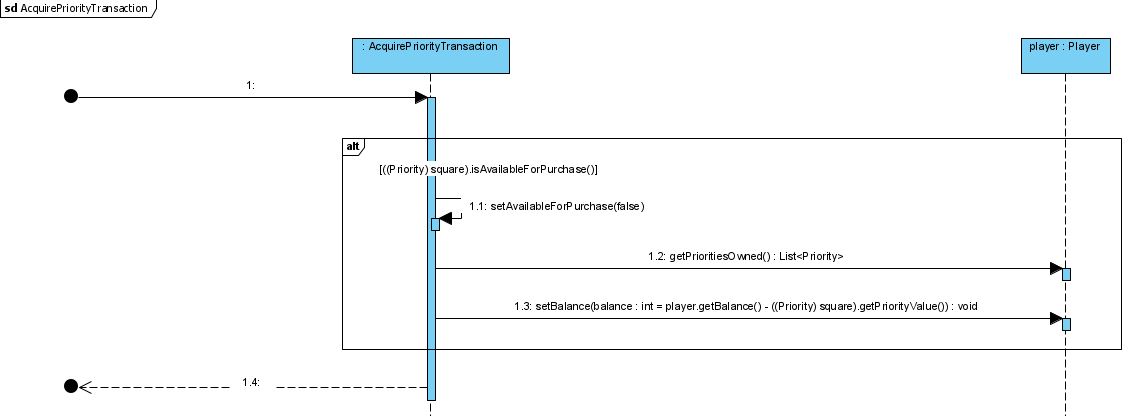 sd AcquirePriorityTransaction
: AcquirePriorityTransaction
player : Player
1:
alt
[((Priority) square).isAvailableForPurchase()]
1.1: setAvailableForPurchase(false)
1.2: getPrioritiesOwned() : List<Priority>
1.3: setBalance(balance : int = player.getBalance() - ((Priority) square).getPriorityValue()) : void
1.4: